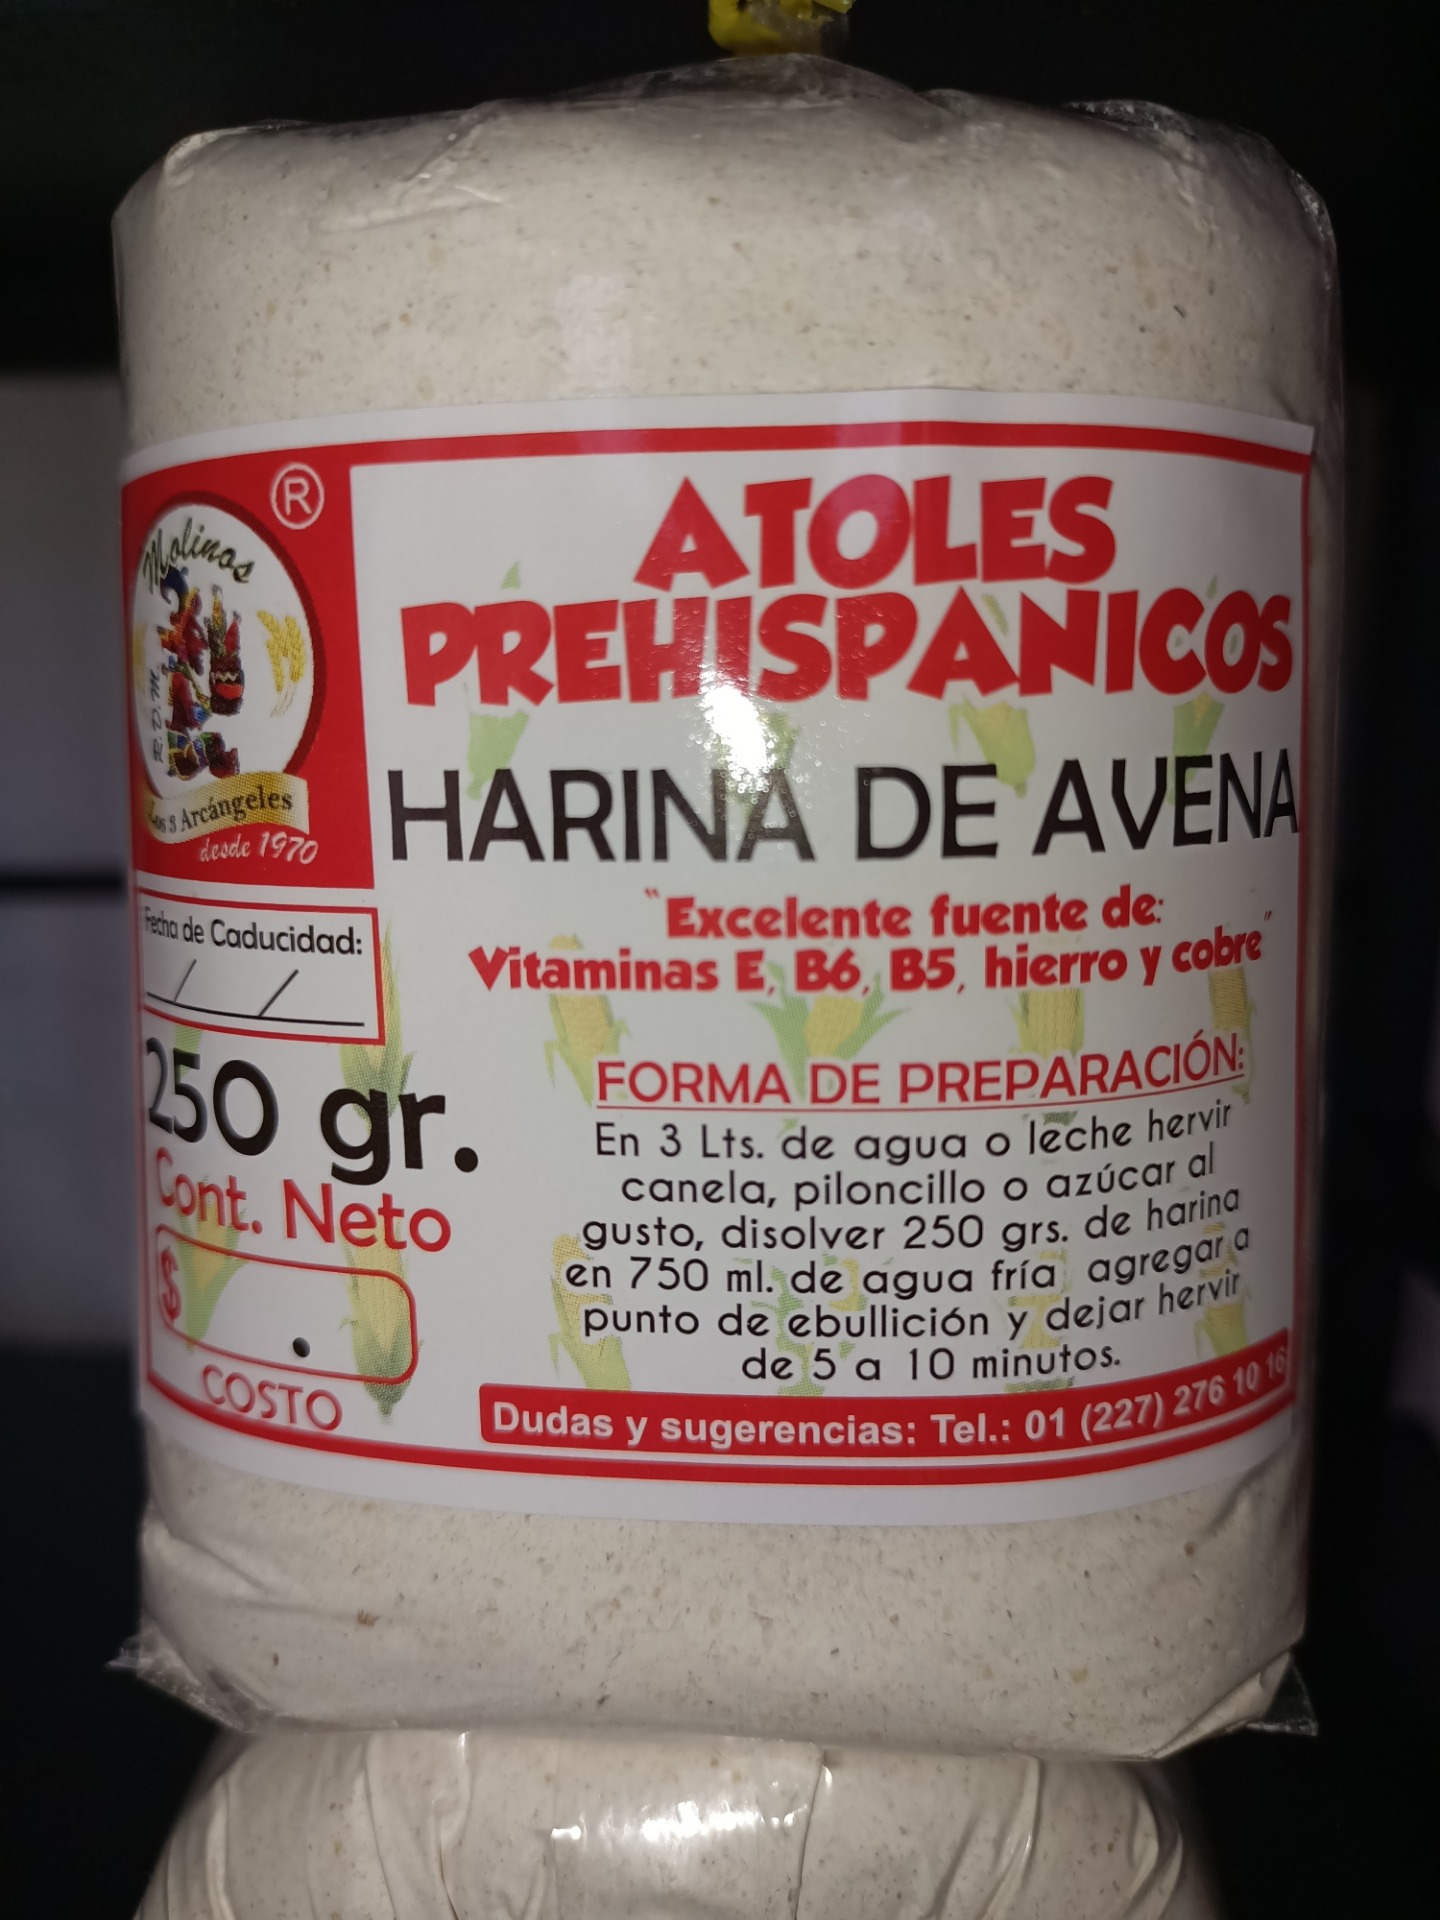 ®
Molinos
R. D. M.
Los 3 Arcángeles
desde 1970
ATOLES
PREHISPANICOS
HARINA DE AVENA
"Excelente fuente de:
Vitaminas E, B6, B5, hierro y cobre"
Fecha de Caducidad:
/ /
250 gr.
Cont. Neto
$ .
COSTO
FORMA DE PREPARACIÓN:
En 3 Lts. de agua o leche hervir
canela, piloncillo o azúcar al
gusto, disolver 250 grs. de harina
en 750 ml. de agua fría agregar a
punto de ebullición y dejar hervir
de 5 a 10 minutos.
Dudas y sugerencias: Tel.: 01 (227) 276 10 16